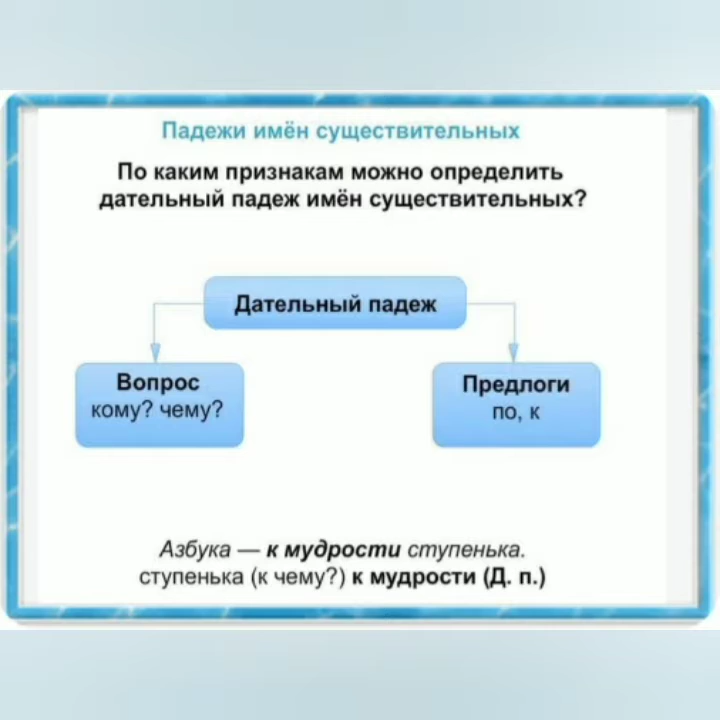 Падежи имён существительных
По каким признакам можно определить
дательный падеж имён существительных?
Дательный падеж
Вопрос
кому? чему?
Предлоги
по, к
Азбука — к мудрости ступенька.
ступенька (к чему?) к мудрости (Д. п.)